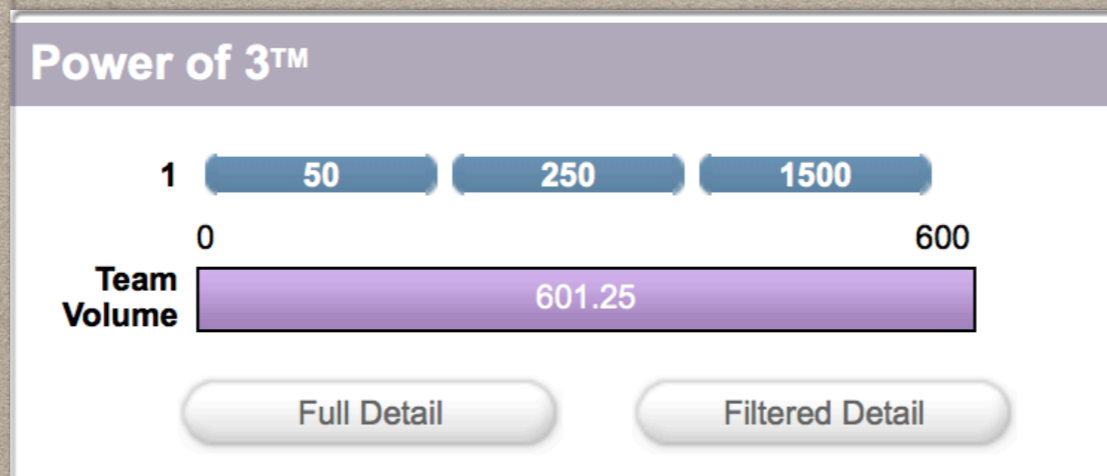 Power of 3™
1 50 250 1500
0 600
Team
Volume
601.25
Full Detail Filtered Detail